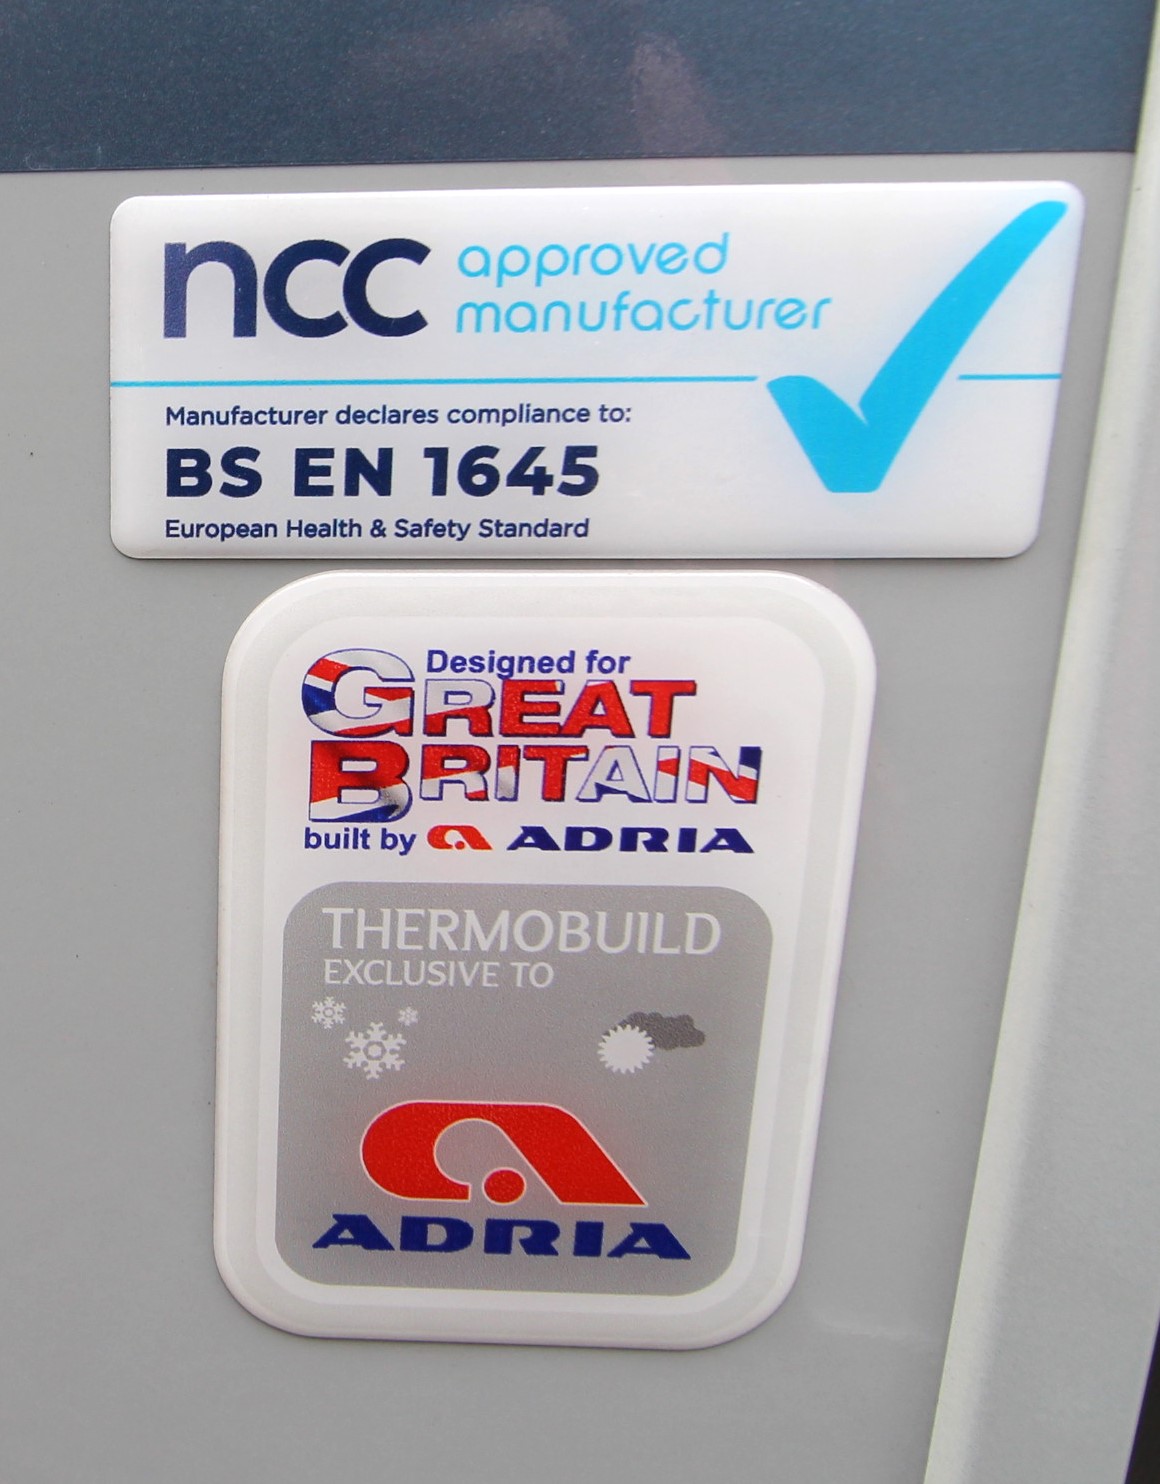 ncc approved
manufacturer
Manufacturer declares compliance to:
BS EN 1645
European Health & Safety Standard
Designed for
GREAT
BRITAIN
built by ADRIA
THERMOBUILD
EXCLUSIVE TO
ADRIA